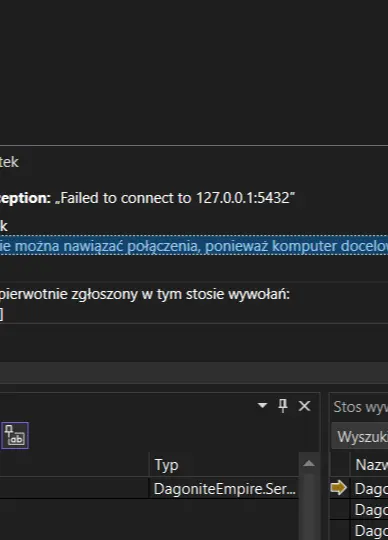 tek
ception: „Failed to connect to 127.0.0.1:5432”
k
ie można nawiązać połączenia, ponieważ komputer docelow
pierwotnie zgłoszony w tym stosie wywołań:
]
Stos wyw
Wyszuki
Typ
Nazw
DagoniteEmpire.Ser...
Dago
Dago
Dago